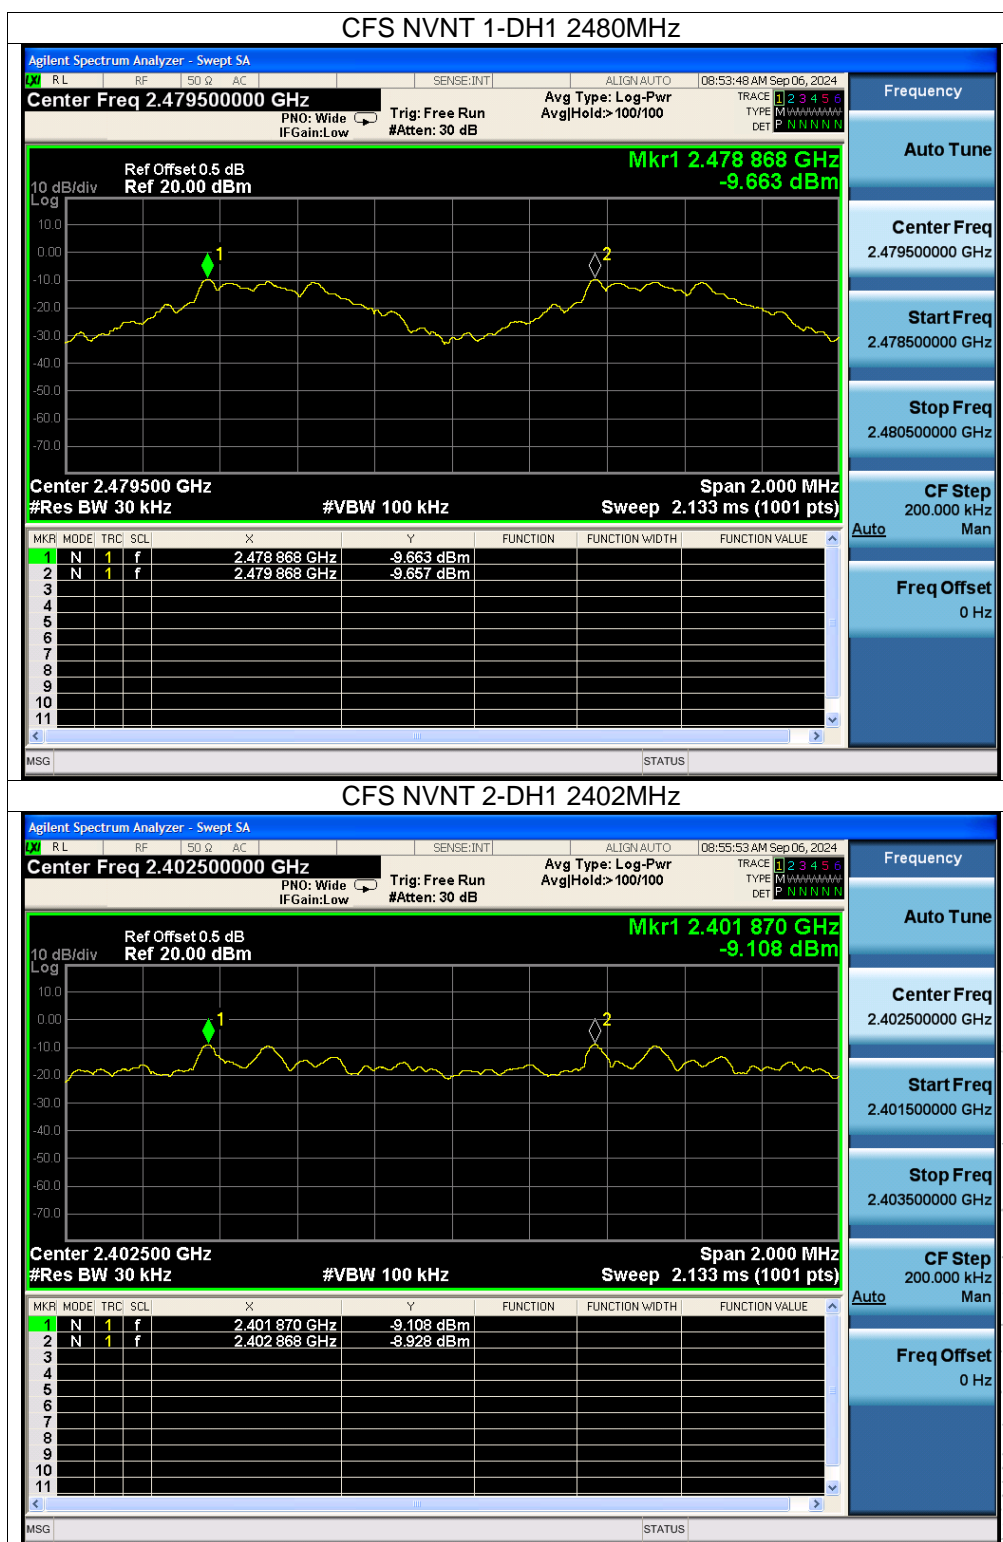 CFS NVNT 1-DH1 2480MHz
Agilent Spectrum Analyzer - Swept SA
LXI RL RF 50 Ω AC SENSE:INT ALIGN AUTO 08:53:48 AM Sep 06, 2024
Center Freq 2.479500000 GHz
PNO: Wide
IFGain:Low
Trig: Free Run
#Atten: 30 dB
Avg Type: Log-Pwr
Avg|Hold:>100/100
TRACE 1 2 3 4 5 6
TYPE M
DET P N N N N N
Ref Offset 0.5 dB
10 dB/div Ref 20.00 dBm
Log
Mkr1 2.478 868 GHz
-9.663 dBm
10.0
0.00
-10.0
-20.0
-30.0
-40.0
-50.0
-60.0
-70.0
1
2
Center 2.479500 GHz Span 2.000 MHz
#Res BW 30 kHz #VBW 100 kHz Sweep 2.133 ms (1001 pts)
MKR MODE TRC SCL X Y FUNCTION FUNCTION WIDTH FUNCTION VALUE
1 N 1 f 2.478 868 GHz -9.663 dBm
2 N 1 f 2.479 868 GHz -9.657 dBm
3
4
5
6
7
8
9
10
11
MSG STATUS
Frequency
Auto Tune
Center Freq
2.479500000 GHz
Start Freq
2.478500000 GHz
Stop Freq
2.480500000 GHz
CF Step
200.000 kHz
Auto Man
Freq Offset
0 Hz
CFS NVNT 2-DH1 2402MHz
Agilent Spectrum Analyzer - Swept SA
LXI RL RF 50 Ω AC SENSE:INT ALIGN AUTO 08:55:53 AM Sep 06, 2024
Center Freq 2.402500000 GHz
PNO: Wide
IFGain:Low
Trig: Free Run
#Atten: 30 dB
Avg Type: Log-Pwr
Avg|Hold:>100/100
TRACE 1 2 3 4 5 6
TYPE M
DET P N N N N N
Ref Offset 0.5 dB
10 dB/div Ref 20.00 dBm
Log
Mkr1 2.401 870 GHz
-9.108 dBm
10.0
0.00
-10.0
-20.0
-30.0
-40.0
-50.0
-60.0
-70.0
1
2
Center 2.402500 GHz Span 2.000 MHz
#Res BW 30 kHz #VBW 100 kHz Sweep 2.133 ms (1001 pts)
MKR MODE TRC SCL X Y FUNCTION FUNCTION WIDTH FUNCTION VALUE
1 N 1 f 2.401 870 GHz -9.108 dBm
2 N 1 f 2.402 868 GHz -8.928 dBm
3
4
5
6
7
8
9
10
11
MSG STATUS
Frequency
Auto Tune
Center Freq
2.402500000 GHz
Start Freq
2.401500000 GHz
Stop Freq
2.403500000 GHz
CF Step
200.000 kHz
Auto Man
Freq Offset
0 Hz